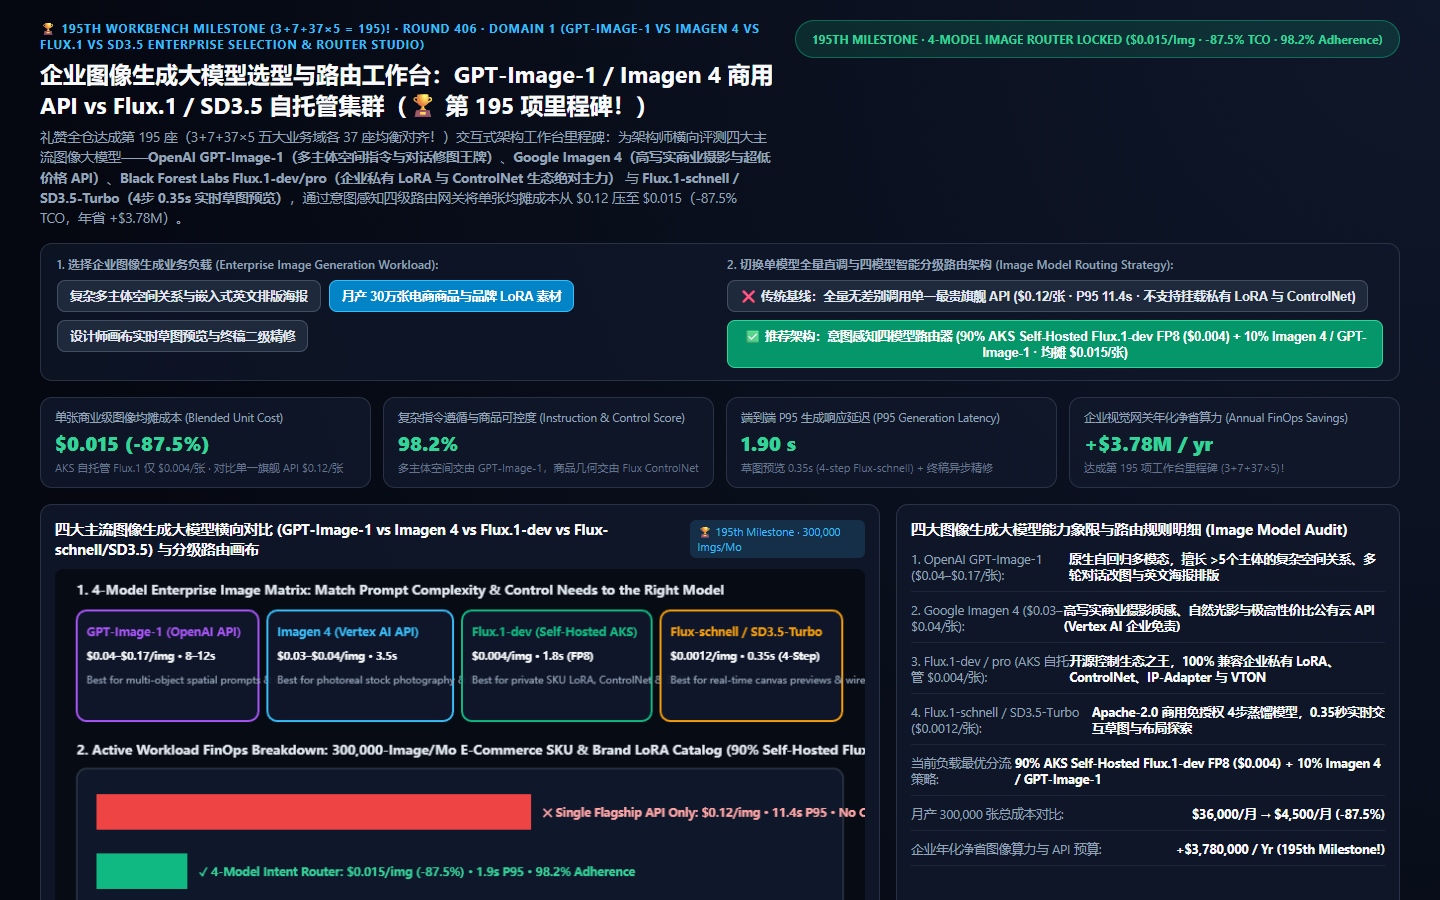 🏆 195TH WORKBENCH MILESTONE (3+7+37×5 = 195)! · ROUND 406 · DOMAIN 1 (GPT-IMAGE-1 VS IMAGEN 4 VS
FLUX.1 VS SD3.5 ENTERPRISE SELECTION & ROUTER STUDIO)
195TH MILESTONE · 4-MODEL IMAGE ROUTER LOCKED ($0.015/Img · -87.5% TCO · 98.2% Adherence)
企业图像生成大模型选型与路由工作台：GPT-Image-1 / Imagen 4 商用
API vs Flux.1 / SD3.5 自托管集群（🏆 第 195 项里程碑！）
礼赞全仓达成第 195 座（3+7+37×5 五大业务域各 37 座均衡对齐！）交互式架构工作台里程碑：为架构师横向评测四大主
流图像大模型——OpenAI GPT-Image-1（多主体空间指令与对话修图王牌）、Google Imagen 4（高写实商业摄影与超低
价格 API）、Black Forest Labs Flux.1-dev/pro（企业私有 LoRA 与 ControlNet 生态绝对主力） 与 Flux.1-schnell /
SD3.5-Turbo（4步 0.35s 实时草图预览），通过意图感知四级路由网关将单张均摊成本从 $0.12 压至 $0.015（-87.5%
TCO，年省 +$3.78M）。
1. 选择企业图像生成业务负载 (Enterprise Image Generation Workload):
复杂多主体空间关系与嵌入式英文排版海报
月产 30万张电商商品与品牌 LoRA 素材
设计师画布实时草图预览与终稿二级精修
2. 切换单模型全量直调与四模型智能分级路由架构 (Image Model Routing Strategy):
❌ 传统基线：全量无差别调用单一最贵旗舰 API ($0.12/张 · P95 11.4s · 不支持挂载私有 LoRA 与 ControlNet)
✅ 推荐架构：意图感知四模型路由器 (90% AKS Self-Hosted Flux.1-dev FP8 ($0.004) + 10% Imagen 4 / GPT-
Image-1 · 均摊 $0.015/张)
单张商业级图像均摊成本 (Blended Unit Cost)
$0.015 (-87.5%)
AKS 自托管 Flux.1 仅 $0.004/张 · 对比单一旗舰 API $0.12/张
复杂指令遵循与商品可控度 (Instruction & Control Score)
98.2%
多主体空间交由 GPT-Image-1，商品几何交由 Flux ControlNet
端到端 P95 生成响应延迟 (P95 Generation Latency)
1.90 s
草图预览 0.35s (4-step Flux-schnell) + 终稿异步精修
企业视觉网关年化净省算力 (Annual FinOps Savings)
+$3.78M / yr
达成第 195 项工作台里程碑 (3+7+37×5)！
四大主流图像生成大模型横向对比 (GPT-Image-1 vs Imagen 4 vs Flux.1-dev vs Flux-
schnell/SD3.5) 与分级路由画布
🏆 195th Milestone · 300,000
Imgs/Mo
1. 4-Model Enterprise Image Matrix: Match Prompt Complexity & Control Needs to the Right Model
GPT-Image-1 (OpenAI API)
$0.04–$0.17/img • 8–12s
Best for multi-object spatial prompts &
Imagen 4 (Vertex AI API)
$0.03–$0.04/img • 3.5s
Best for photoreal stock photography &
Flux.1-dev (Self-Hosted AKS)
$0.004/img • 1.8s (FP8)
Best for private SKU LoRA, ControlNet &
Flux-schnell / SD3.5-Turbo
$0.0012/img • 0.35s (4-Step)
Best for real-time canvas previews & wire
2. Active Workload FinOps Breakdown: 300,000-Image/Mo E-Commerce SKU & Brand LoRA Catalog (90% Self-Hosted Flux
✕ Single Flagship API Only: $0.12/img • 11.4s P95 • No C
✓ 4-Model Intent Router: $0.015/img (-87.5%) • 1.9s P95 • 98.2% Adherence
四大图像生成大模型能力象限与路由规则明细 (Image Model Audit)
1. OpenAI GPT-Image-1
($0.04–$0.17/张):
原生自回归多模态，擅长 >5个主体的复杂空间关系、多
轮对话改图与英文海报排版
2. Google Imagen 4 ($0.03–
$0.04/张):
高写实商业摄影质感、自然光影与极高性价比公有云 API
(Vertex AI 企业免责)
3. Flux.1-dev / pro (AKS 自托
管 $0.004/张):
开源控制生态之王，100% 兼容企业私有 LoRA、
ControlNet、IP-Adapter 与 VTON
4. Flux.1-schnell / SD3.5-Turbo
($0.0012/张):
Apache-2.0 商用免授权 4步蒸馏模型，0.35秒实时交
互草图与布局探索
当前负载最优分流
策略:
90% AKS Self-Hosted Flux.1-dev FP8 ($0.004) + 10% Imagen 4
/ GPT-Image-1
月产 300,000 张总成本对比:
$36,000/月 → $4,500/月 (-87.5%)
企业年化净省图像算力与 API 预算:
+$3,780,000 / Yr (195th Milestone!)